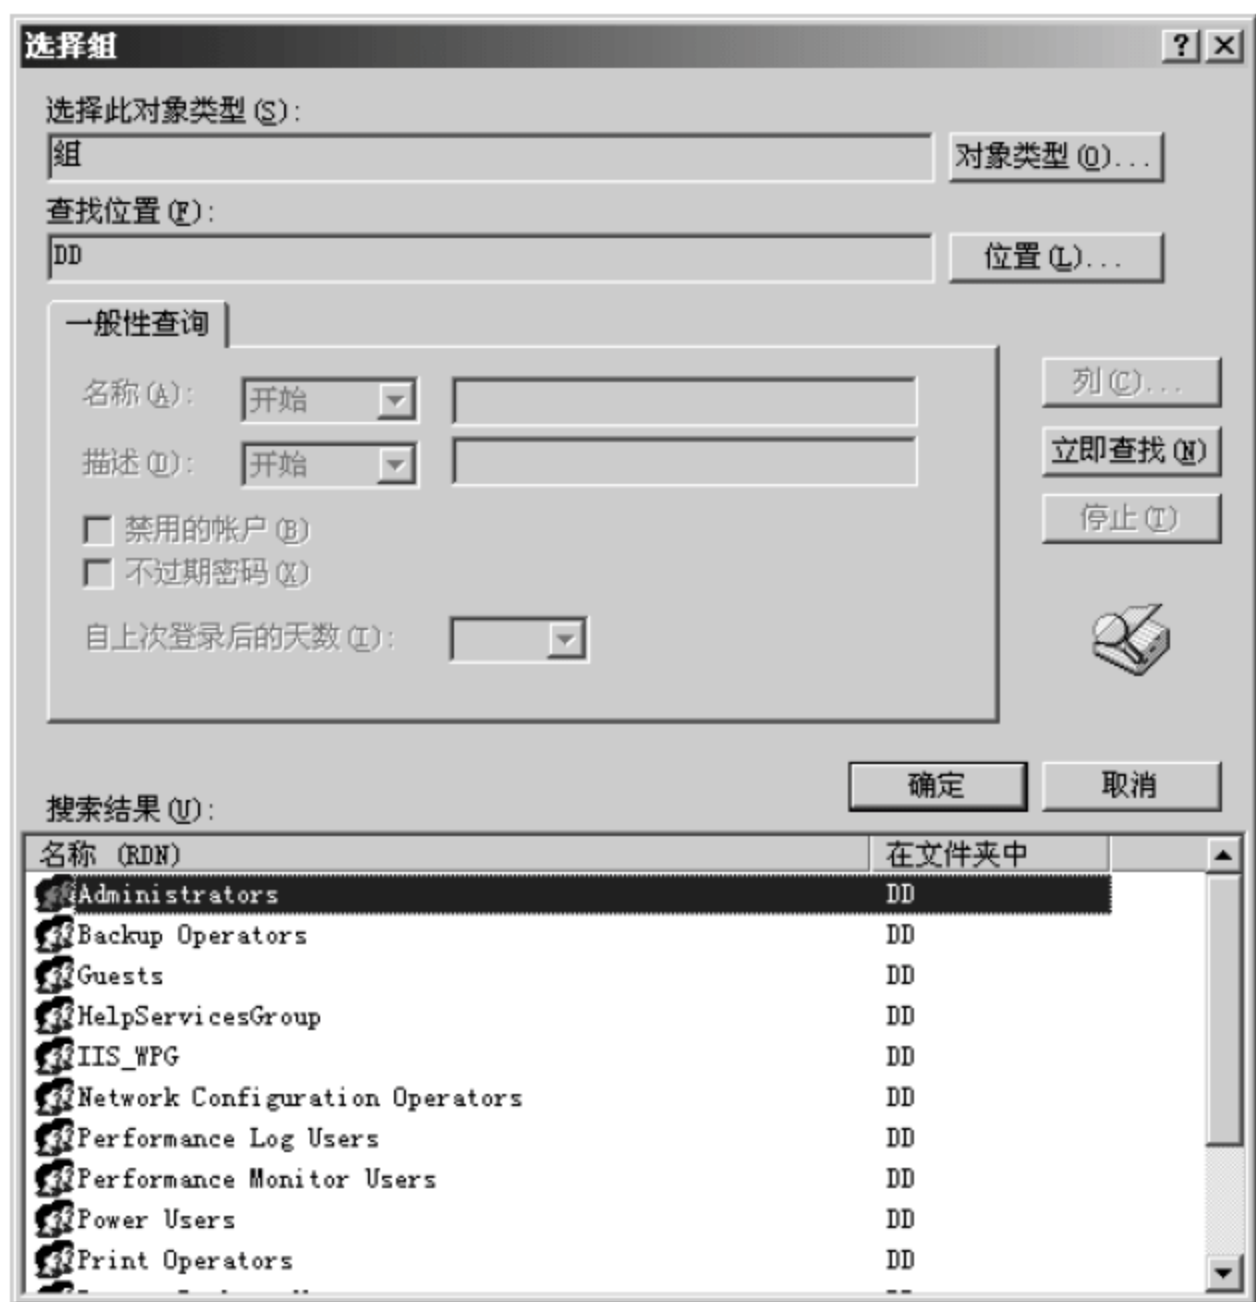 选择组
选择此对象类型(S):
组
对象类型(O)...
查找位置(F):
DD
位置(L)...
一般性查询
名称(A): 开始
列(C)...
描述(D): 开始
立即查找(N)
禁用的帐户(B)
停止(T)
不过期密码(X)
自上次登录后的天数(I):
确定 取消
搜索结果(U):
名称 (RDN) 在文件夹中
Administrators DD
Backup Operators DD
Guests DD
HelpServicesGroup DD
IIS_WPG DD
Network Configuration Operators DD
Performance Log Users DD
Performance Monitor Users DD
Power Users DD
Print Operators DD